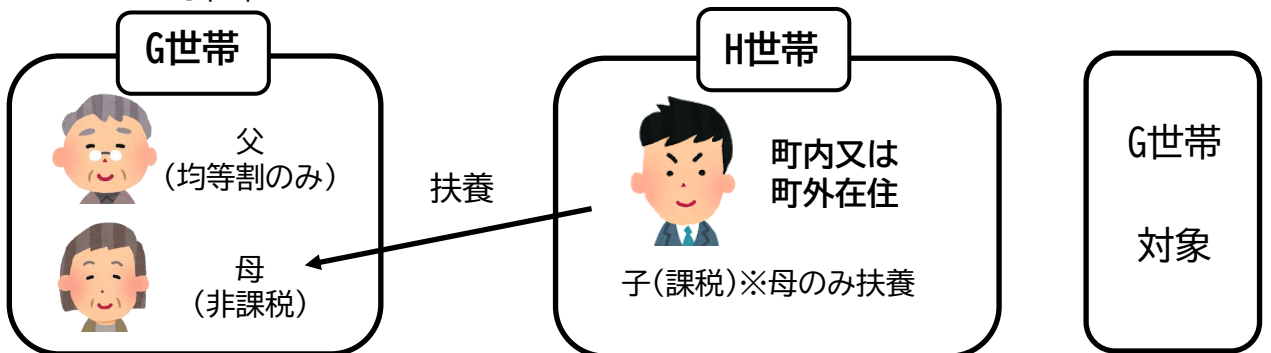 G世帯
H世帯
父
(均等割のみ)
母
(非課税)
扶養
町内又は
町外在住
子(課税)※母のみ扶養
G世帯
対象